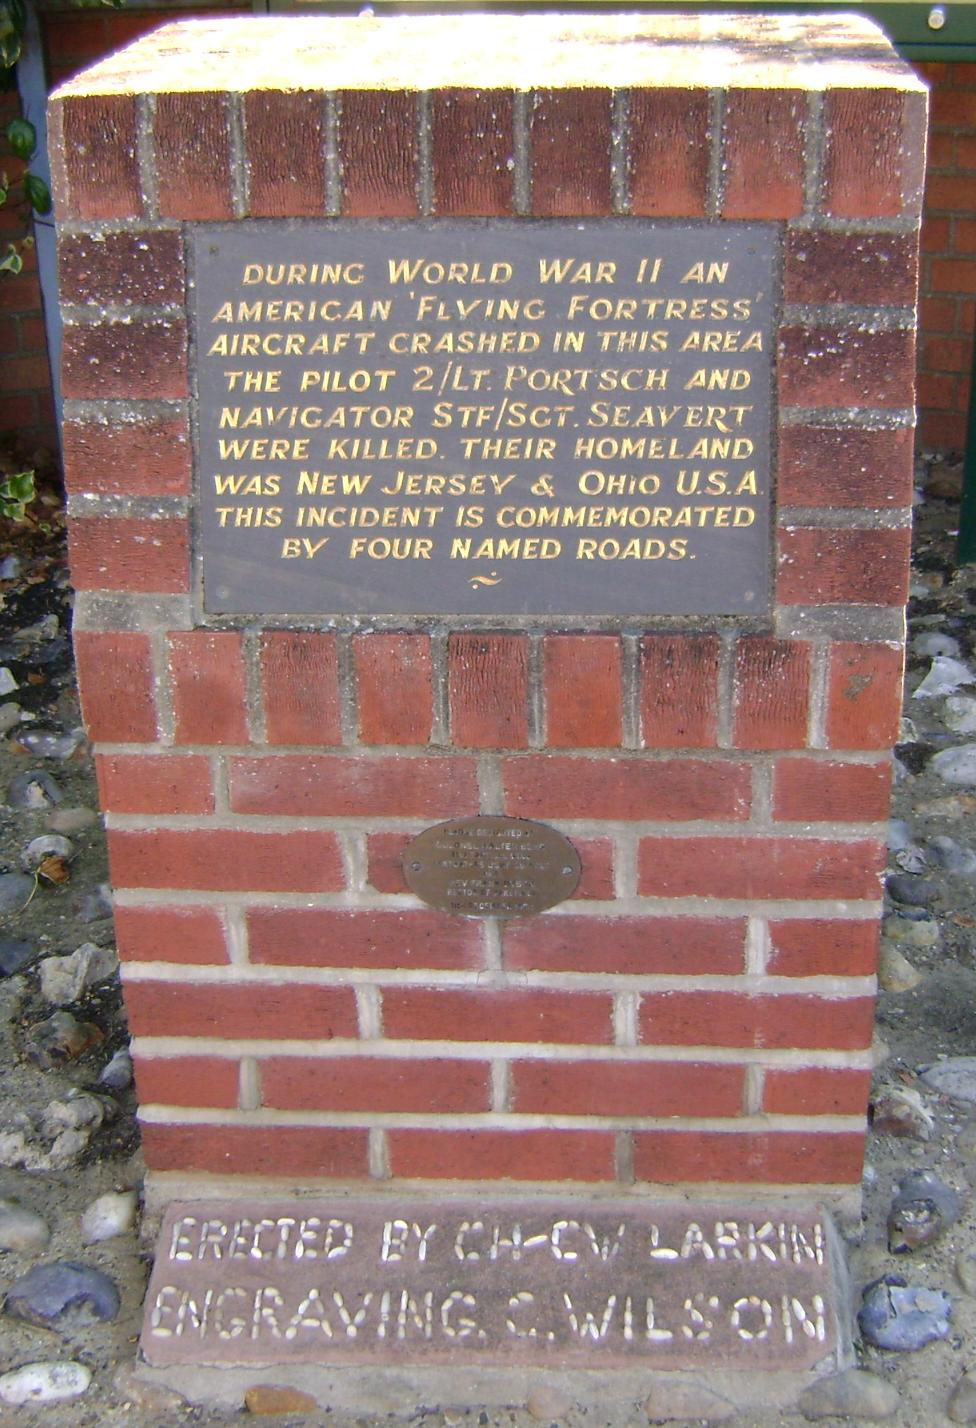 DURING WORLD WAR II AN
AMERICAN 'FLYING FORTRESS'
AIRCRAFT CRASHED IN THIS AREA
THE PILOT 2/LT. PORTSCH AND
NAVIGATOR STF/SGT. SEAVERT
WERE KILLED. THEIR HOMELAND
WAS NEW JERSEY & OHIO U.S.A.
THIS INCIDENT IS COMMEMORATED
BY FOUR NAMED ROADS.
ERECTED BY CH-CW LARKIN
ENGRAVING. C. WILSON